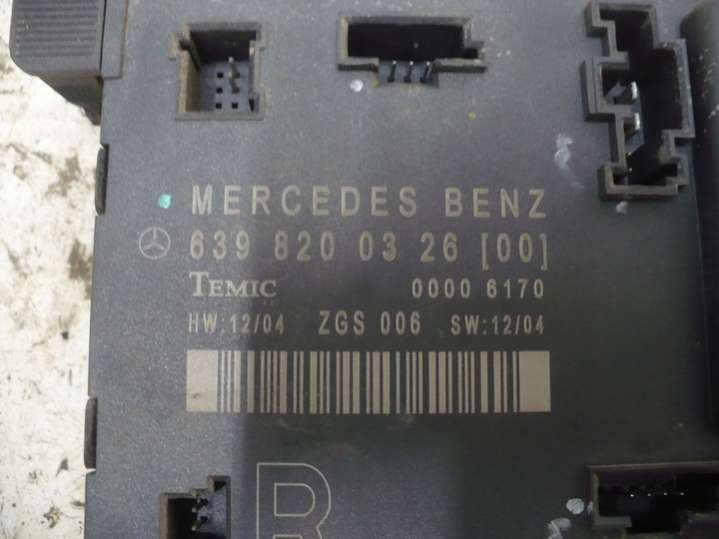 MERCEDES BENZ
639 820 03 26 [00]
TEMIC 0000 6170
HW:12/04 ZGS 006 SW:12/04
R